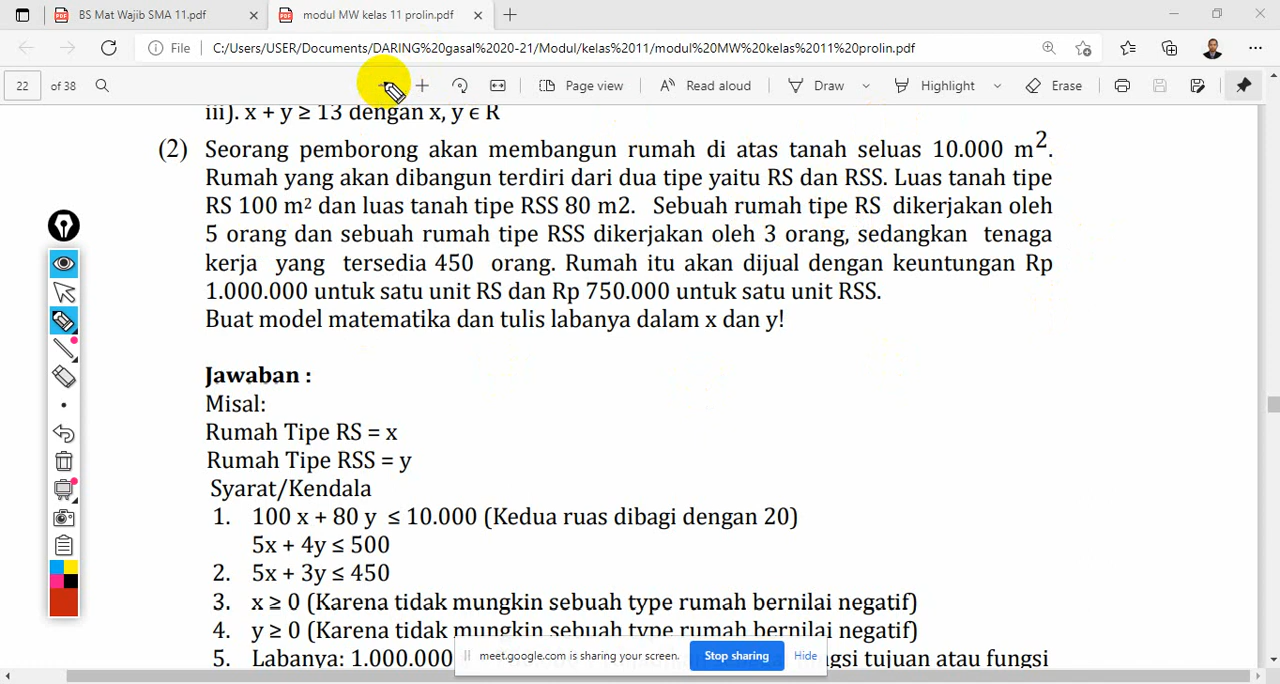 BS Mat Wajib SMA 11.pdf
modul MW kelas 11 prolin.pdf
File
C:/Users/USER/Documents/DARING%20gasal%2020-21/Modul/kelas%2011/modul%20MW%20kelas%2011%20prolin.pdf
22 of 38
Page view
Read aloud
Draw
Highlight
Erase
iii). x + y ≥ 13 dengan x, y ϵ R
(2) Seorang pemborong akan membangun rumah di atas tanah seluas 10.000 m².
Rumah yang akan dibangun terdiri dari dua tipe yaitu RS dan RSS. Luas tanah tipe
RS 100 m² dan luas tanah tipe RSS 80 m2. Sebuah rumah tipe RS dikerjakan oleh
5 orang dan sebuah rumah tipe RSS dikerjakan oleh 3 orang, sedangkan tenaga
kerja yang tersedia 450 orang. Rumah itu akan dijual dengan keuntungan Rp
1.000.000 untuk satu unit RS dan Rp 750.000 untuk satu unit RSS.
Buat model matematika dan tulis labanya dalam x dan y!
Jawaban :
Misal:
Rumah Tipe RS = x
Rumah Tipe RSS = y
Syarat/Kendala
1. 100 x + 80 y ≤ 10.000 (Kedua ruas dibagi dengan 20)
5x + 4y ≤ 500
2. 5x + 3y ≤ 450
3. x ≥ 0 (Karena tidak mungkin sebuah type rumah bernilai negatif)
4. y ≥ 0 (Karena tidak mungkin sebuah type rumah bernilai negatif)
5. Labanya: 1.000.000 tujuan atau fungsi
meet.google.com is sharing your screen.
Stop sharing
Hide